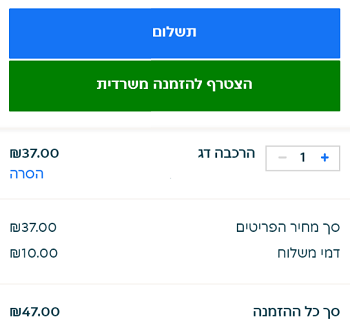 תשלום
הצטרף להזמנה משרדית
+ 1 − הרכבה דג ₪37.00
הסרה
סך מחיר הפריטים ₪37.00
דמי משלוח ₪10.00
סך כל ההזמנה ₪47.00